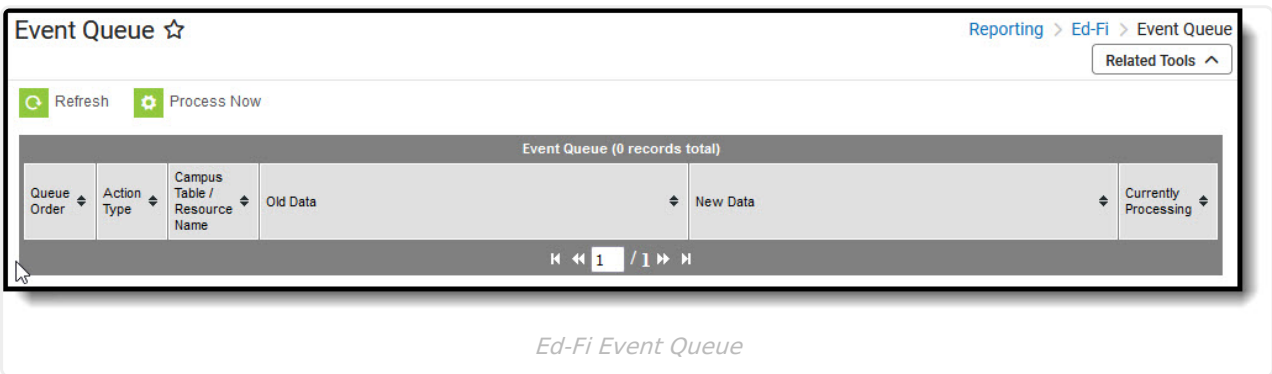 Event Queue
Reporting > Ed-Fi > Event Queue
Related Tools
Refresh
Process Now
Event Queue (0 records total)
Queue Order
Action Type
Campus Table / Resource Name
Old Data
New Data
Currently Processing
1 / 1
Ed-Fi Event Queue